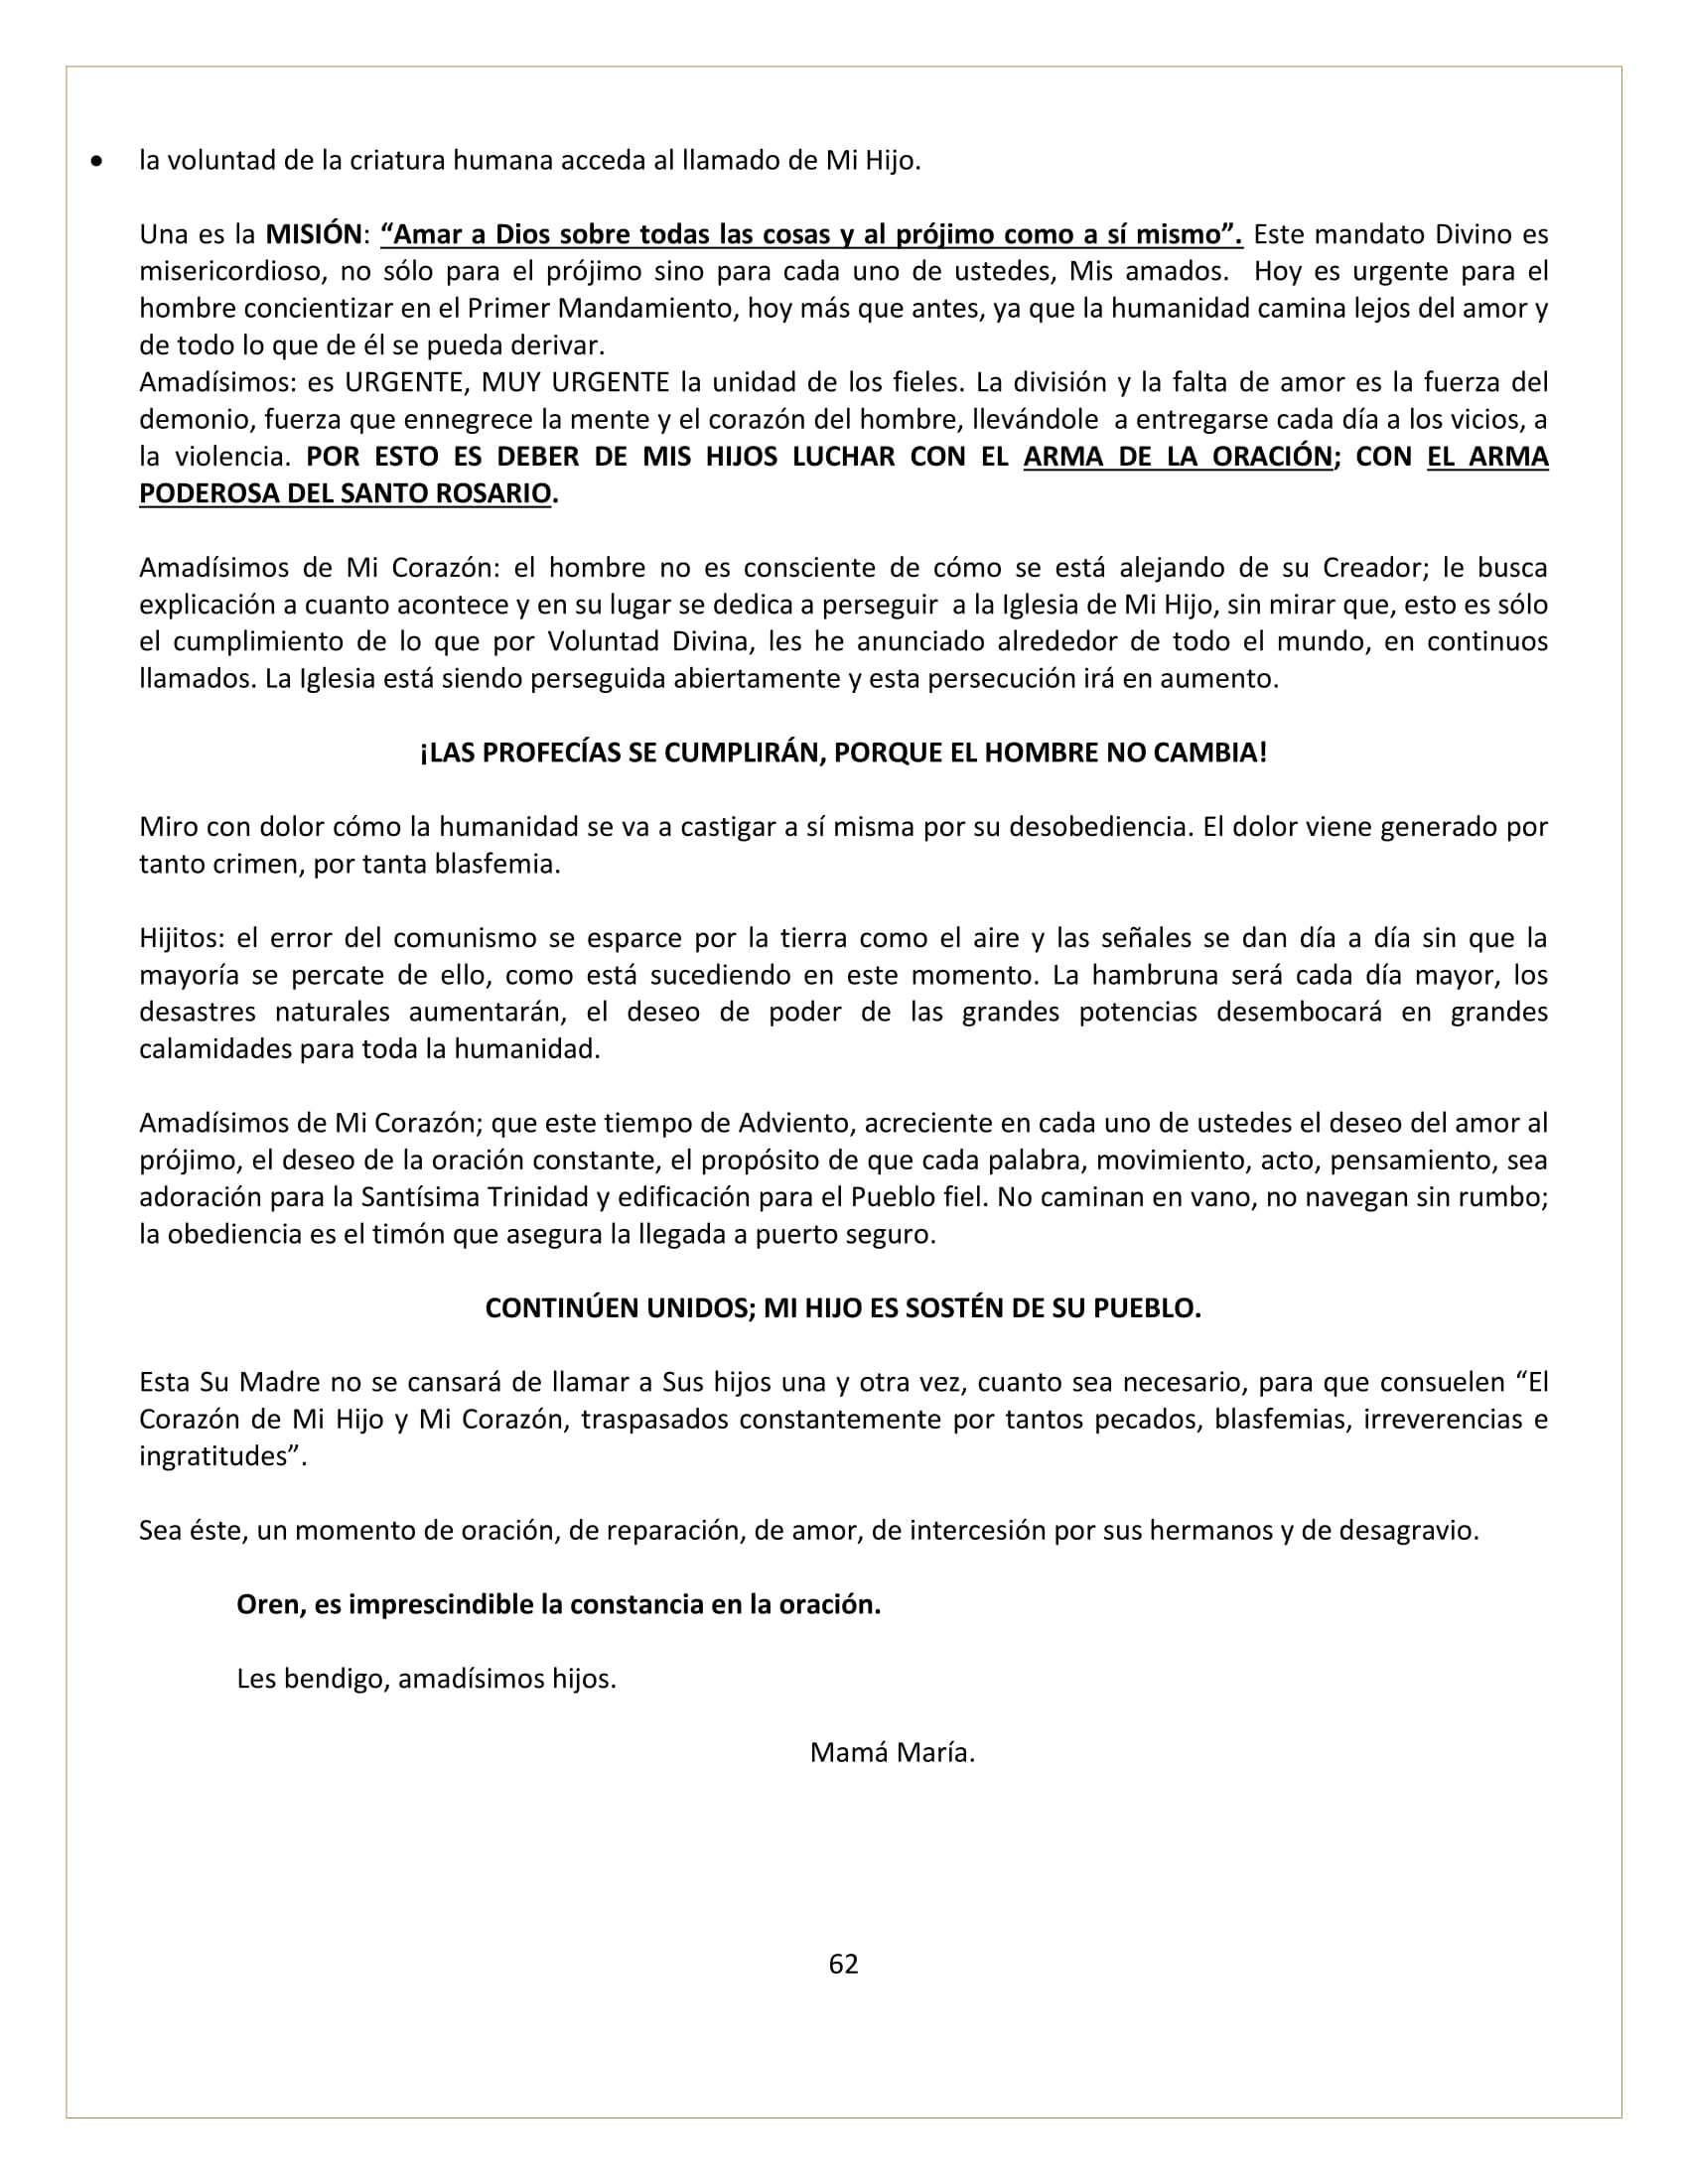 • la voluntad de la criatura humana acceda al llamado de Mi Hijo.
Una es la MISIÓN: “Amar a Dios sobre todas las cosas y al prójimo como a sí mismo”. Este mandato Divino es
misericordioso, no sólo para el prójimo sino para cada uno de ustedes, Mis amados.  Hoy es urgente para el
hombre concientizar en el Primer Mandamiento, hoy más que antes, ya que la humanidad camina lejos del amor y
de todo lo que de él se pueda derivar.
Amadísimos: es URGENTE, MUY URGENTE la unidad de los fieles. La división y la falta de amor es la fuerza del
demonio, fuerza que ennegrece la mente y el corazón del hombre, llevándole  a entregarse cada día a los vicios, a
la violencia. POR ESTO ES DEBER DE MIS HIJOS LUCHAR CON EL ARMA DE LA ORACIÓN; CON EL ARMA
PODEROSA DEL SANTO ROSARIO.
Amadísimos de Mi Corazón: el hombre no es consciente de cómo se está alejando de su Creador; le busca
explicación a cuanto acontece y en su lugar se dedica a perseguir  a la Iglesia de Mi Hijo, sin mirar que, esto es sólo
el cumplimiento de lo que por Voluntad Divina, les he anunciado alrededor de todo el mundo, en continuos
llamados. La Iglesia está siendo perseguida abiertamente y esta persecución irá en aumento.
¡LAS PROFECÍAS SE CUMPLIRÁN, PORQUE EL HOMBRE NO CAMBIA!
Miro con dolor cómo la humanidad se va a castigar a sí misma por su desobediencia. El dolor viene generado por
tanto crimen, por tanta blasfemia.
Hijitos: el error del comunismo se esparce por la tierra como el aire y las señales se dan día a día sin que la
mayoría se percate de ello, como está sucediendo en este momento. La hambruna será cada día mayor, los
desastres naturales aumentarán, el deseo de poder de las grandes potencias desembocará en grandes
calamidades para toda la humanidad.
Amadísimos de Mi Corazón; que este tiempo de Adviento, acreciente en cada uno de ustedes el deseo del amor al
prójimo, el deseo de la oración constante, el propósito de que cada palabra, movimiento, acto, pensamiento, sea
adoración para la Santísima Trinidad y edificación para el Pueblo fiel. No caminan en vano, no navegan sin rumbo;
la obediencia es el timón que asegura la llegada a puerto seguro.
CONTINÚEN UNIDOS; MI HIJO ES SOSTÉN DE SU PUEBLO.
Esta Su Madre no se cansará de llamar a Sus hijos una y otra vez, cuanto sea necesario, para que consuelen “El
Corazón de Mi Hijo y Mi Corazón, traspasados constantemente por tantos pecados, blasfemias, irreverencias e
ingratitudes”.
Sea éste, un momento de oración, de reparación, de amor, de intercesión por sus hermanos y de desagravio.
Oren, es imprescindible la constancia en la oración.
Les bendigo, amadísimos hijos.
Mamá María.
62